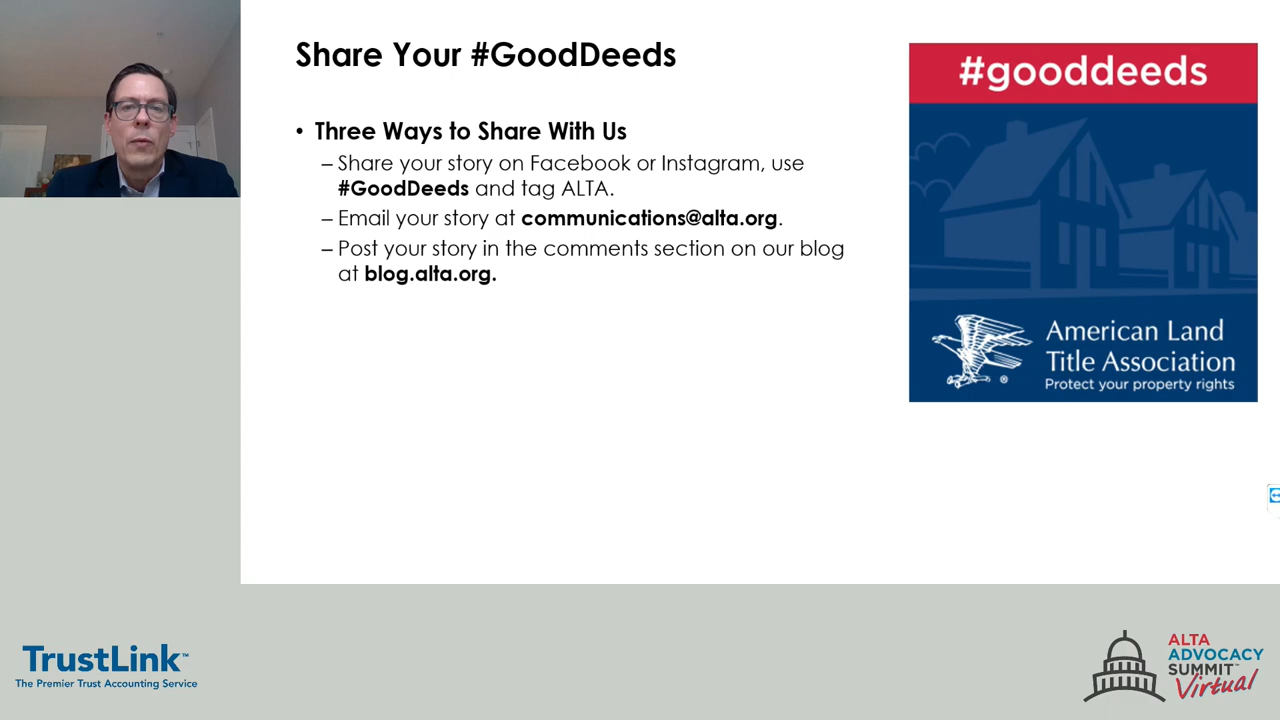 Share Your #GoodDeeds
• Three Ways to Share With Us
– Share your story on Facebook or Instagram, use
#GoodDeeds and tag ALTA.
– Email your story at communications@alta.org.
– Post your story in the comments section on our blog
at blog.alta.org.
#gooddeeds
American Land
Title Association
®
Protect your property rights
TrustLink™
The Premier Trust Accounting Service
ALTA
ADVOCACY
SUMMIT™
Virtual